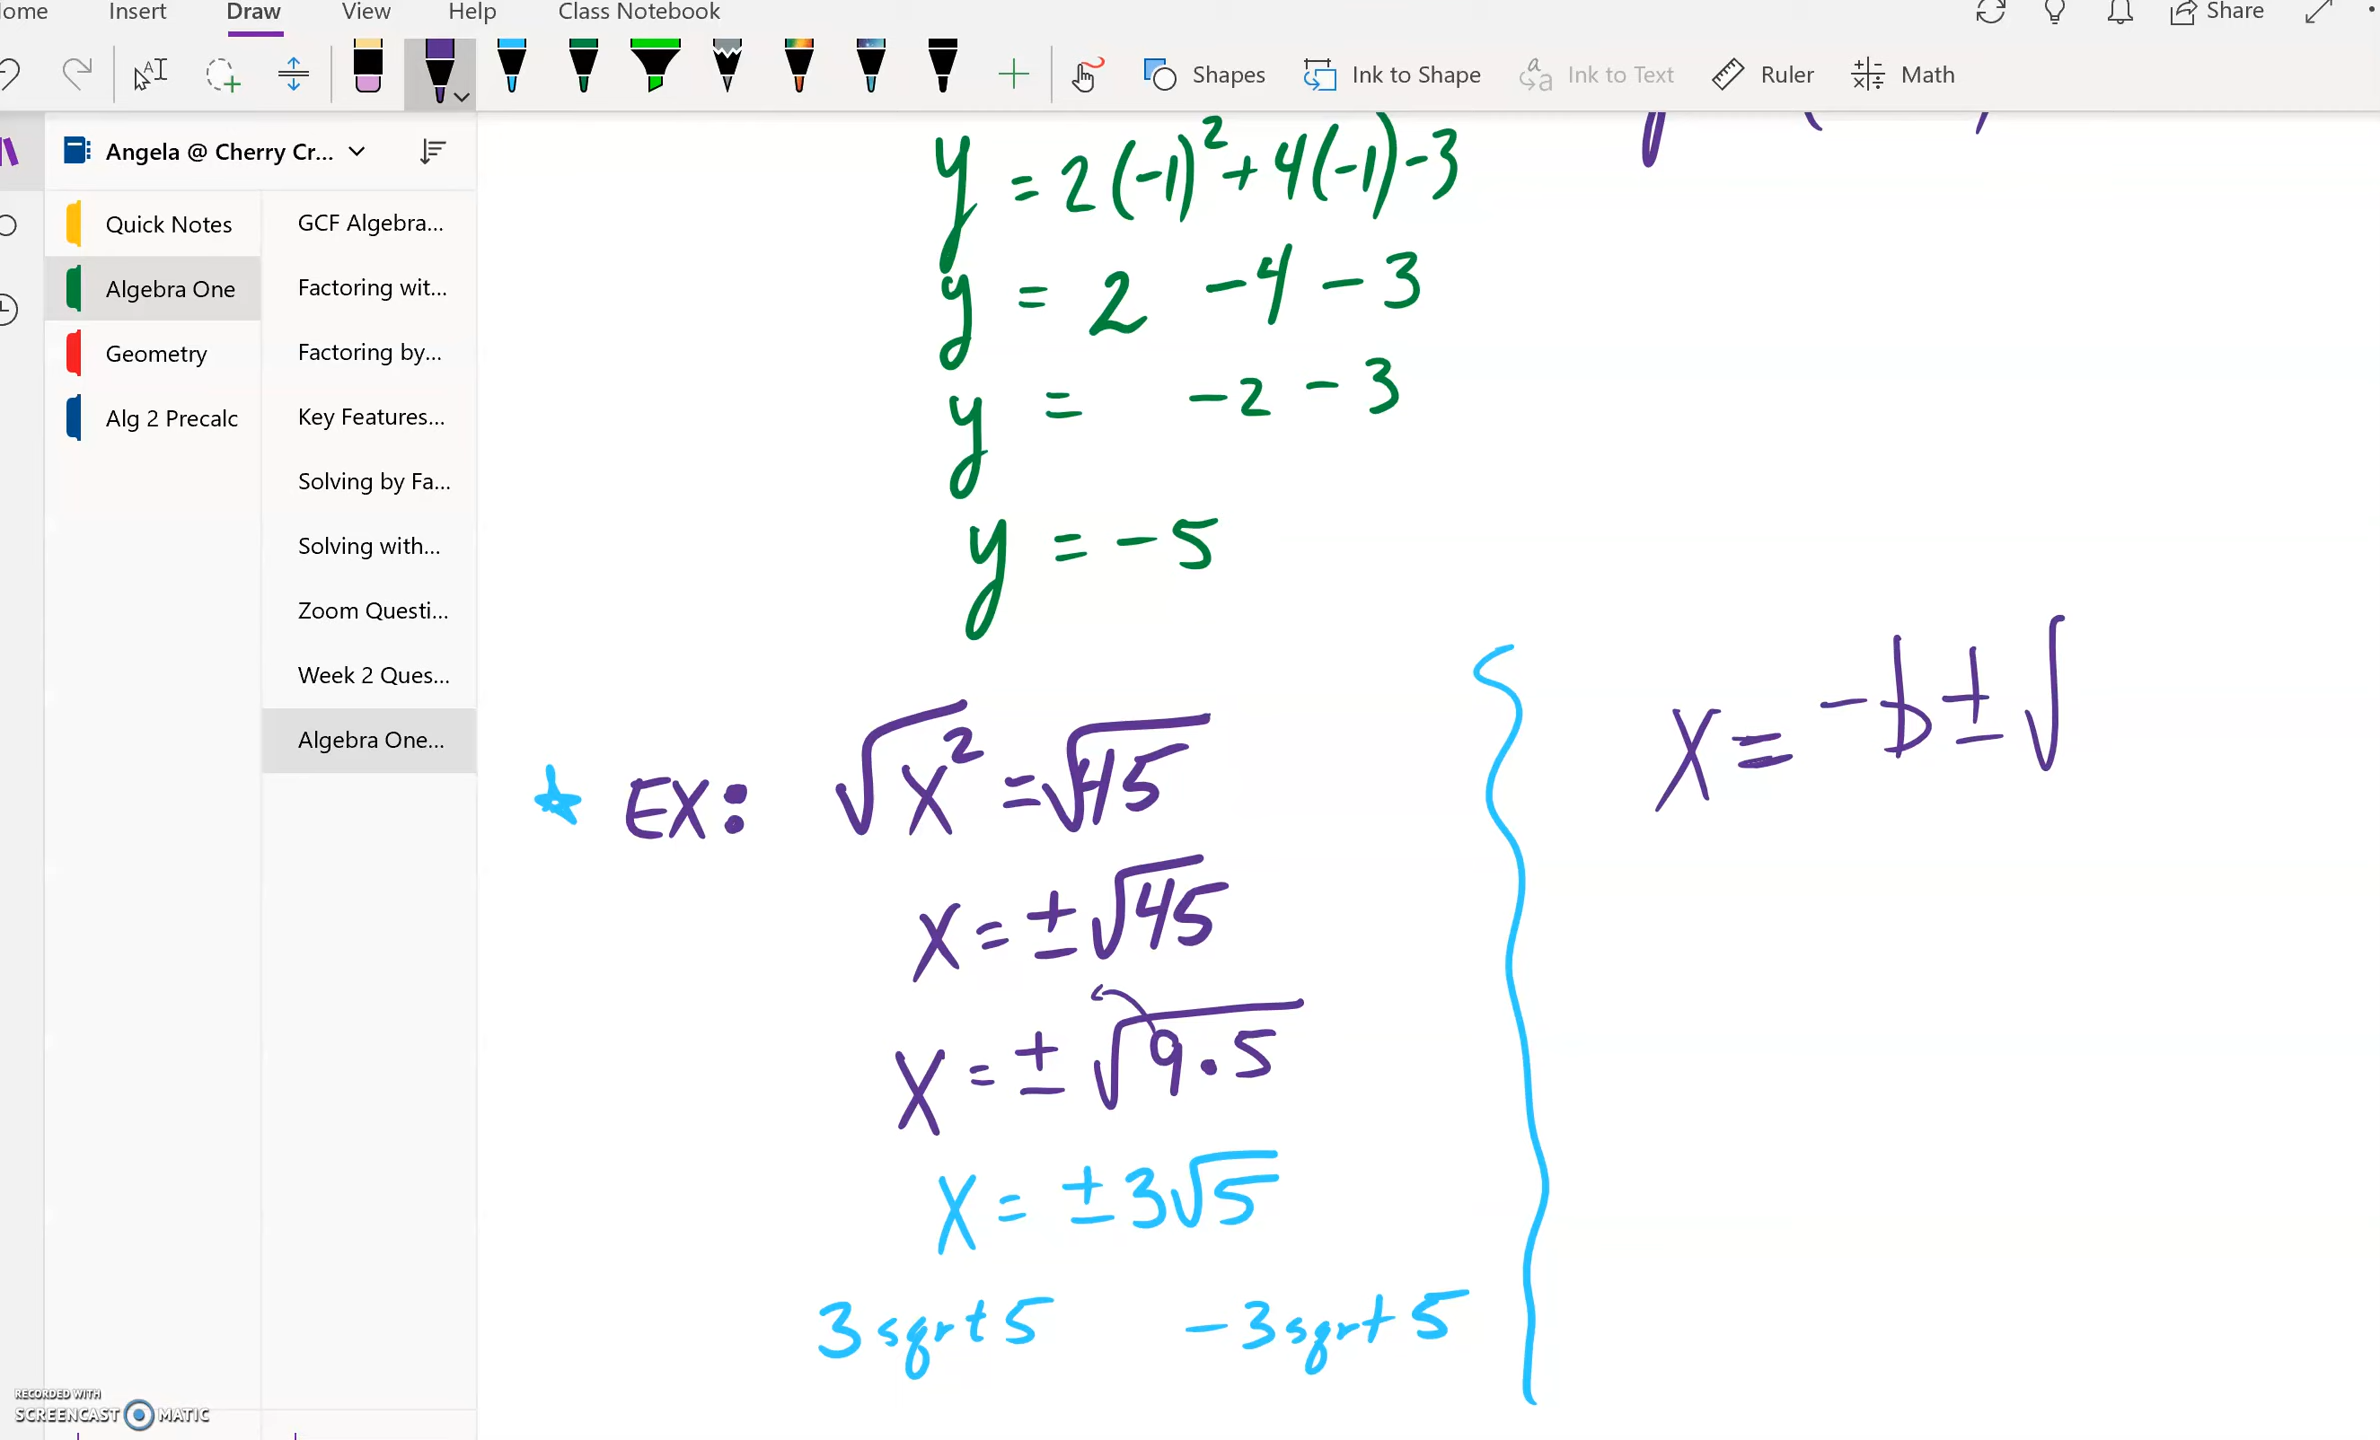 ome Insert Draw View Help Class Notebook Share
Shapes Ink to Shape Ink to Text Ruler Math
Angela @ Cherry Cr...
Quick Notes
Algebra One
Geometry
Alg 2 Precalc
GCF Algebra...
Factoring wit...
Factoring by...
Key Features...
Solving by Fa...
Solving with...
Zoom Questi...
Week 2 Ques...
Algebra One...
y = 2(-1)² + 4(-1) - 3
y = 2 - 4 - 3
y = -2 - 3
y = -5
EX: √x² = √45
x = ± √45
x = ± √9·5
x = ± 3√5
3 sqrt 5 -3 sqrt 5
x = -b ± √
RECORDED WITH
SCREENCAST MATIC